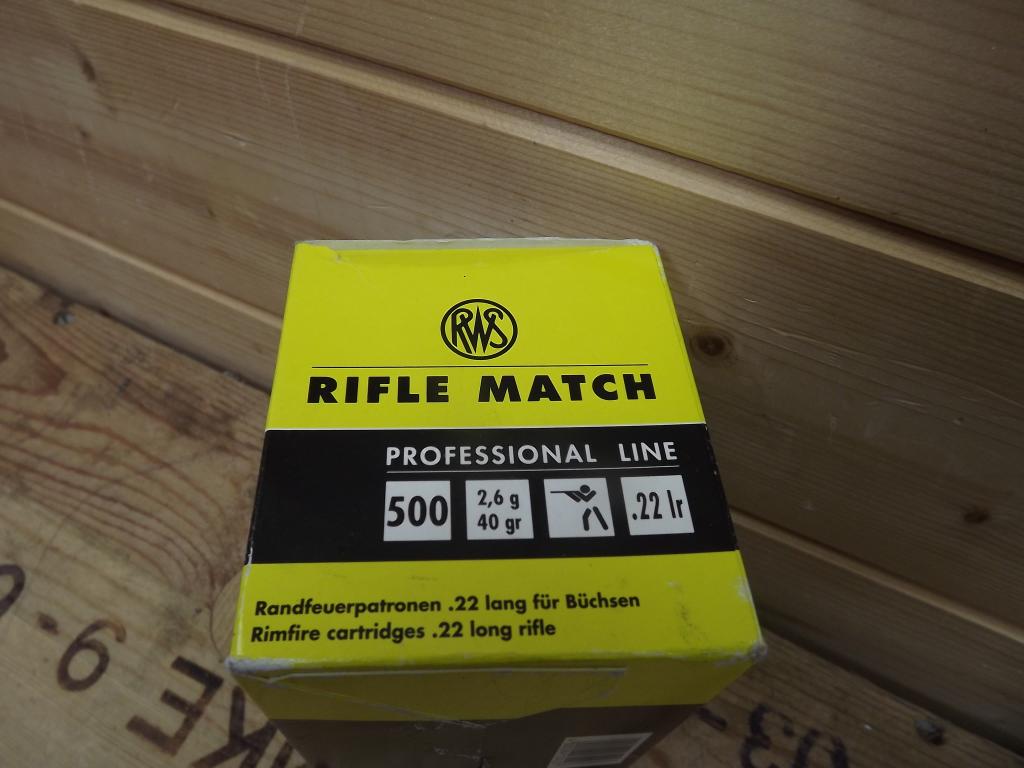 RWS
RIFLE MATCH
PROFESSIONAL LINE
500
2,6 g
40 gr
.22 lr
Randfeuerpatronen .22 lang für Büchsen
Rimfire cartridges .22 long rifle